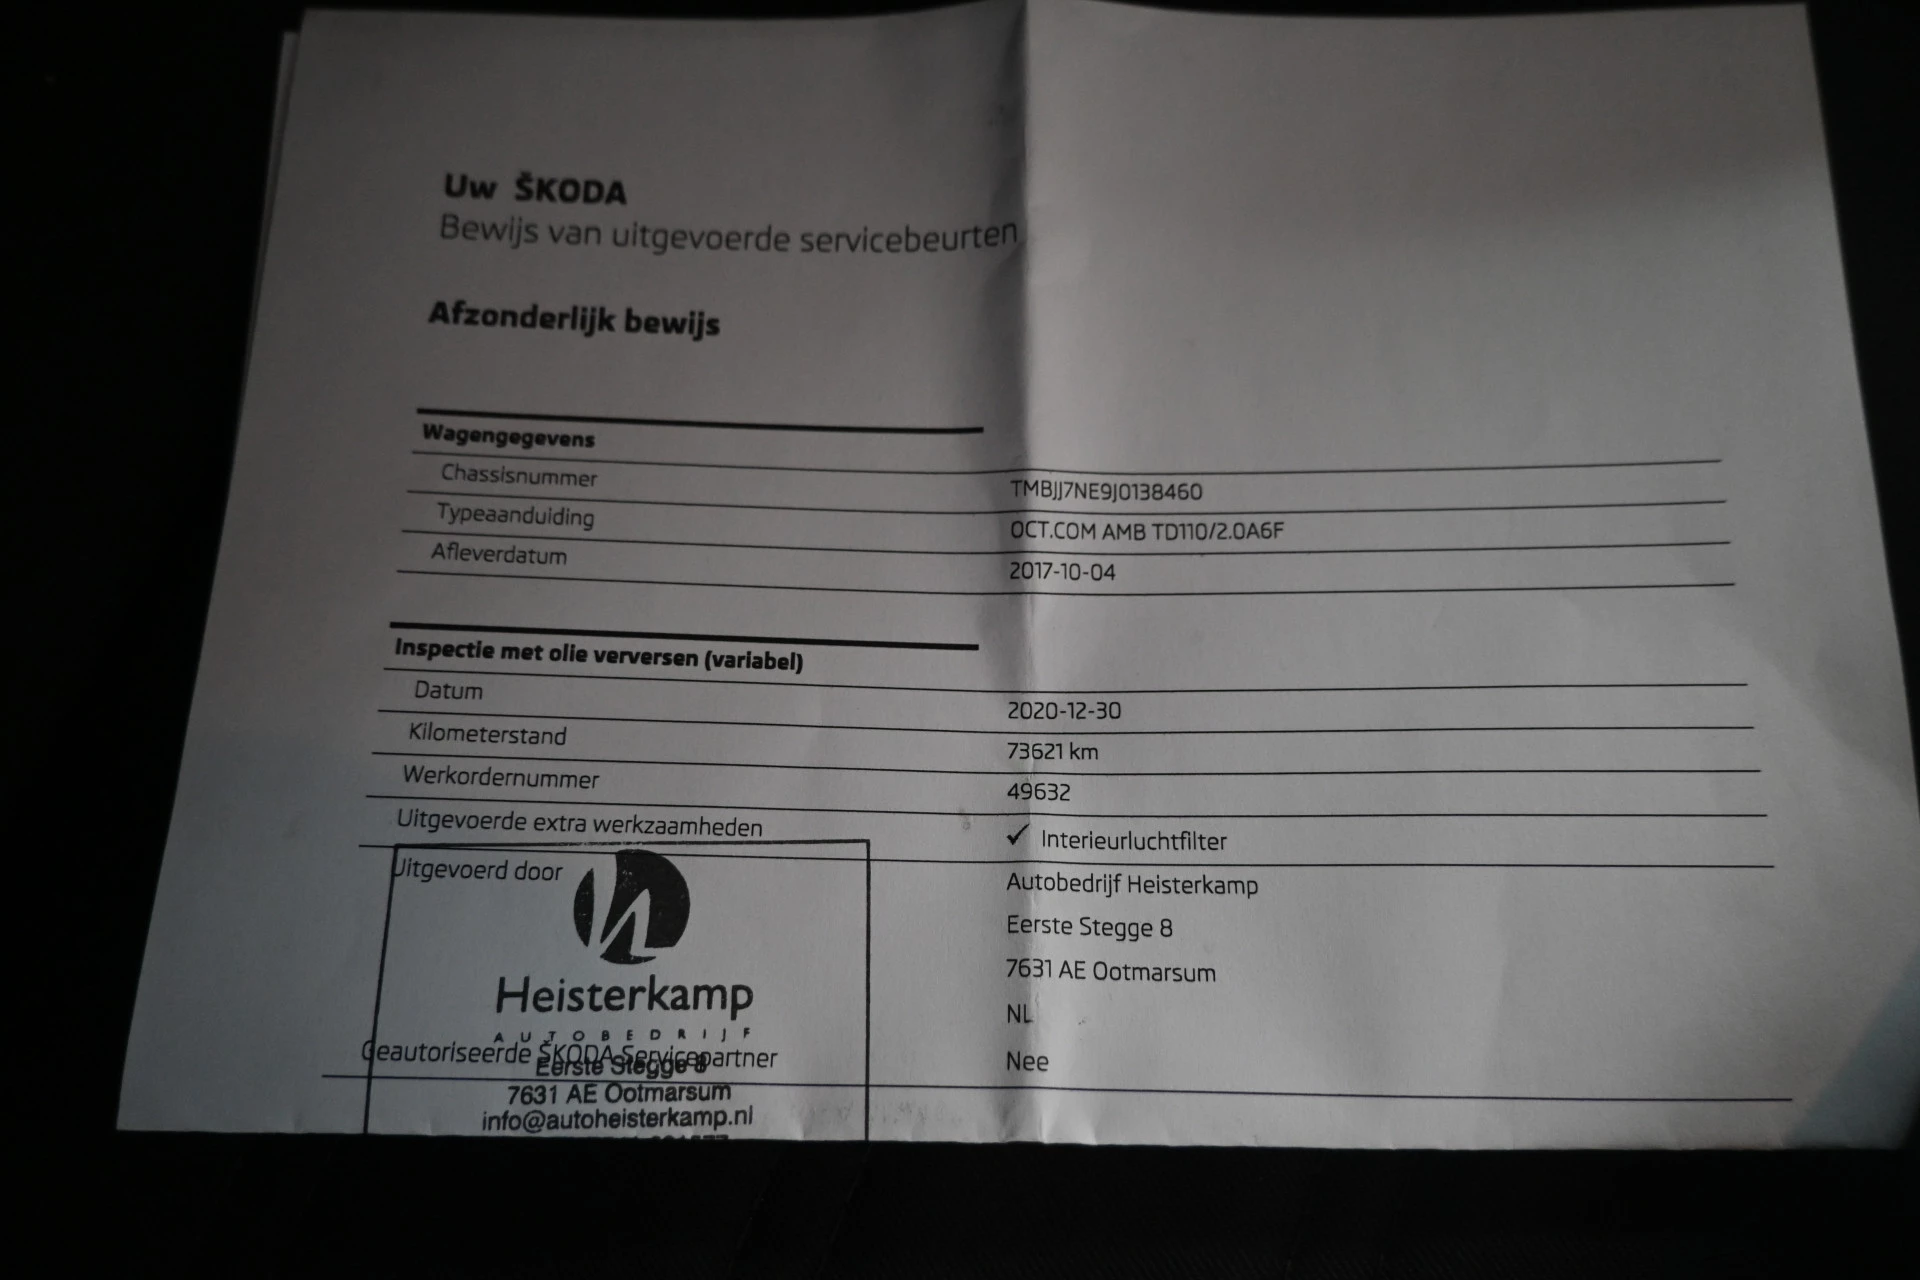 Uw ŠKODA
Bewijs van uitgevoerde servicebeurten
Afzonderlijk bewijs
Wagengegevens
Chassisnummer TMBJJ7NE9J0138460
Typeaanduiding OCT.COM AMB TD110/2.0A6F
Afleverdatum 2017-10-04
Inspectie met olie verversen (variabel)
Datum 2020-12-30
Kilometerstand 73621 km
Werkordernummer 49632
Uitgevoerde extra werkzaamheden ✓ Interieurluchtfilter
Uitgevoerd door Autobedrijf Heisterkamp
Eerste Stegge 8
7631 AE Ootmarsum
NL
Geautoriseerde ŠKODA Servicepartner Nee
Heisterkamp
AUTOBEDRIJF
Eerste Stegge 8
7631 AE Ootmarsum
info@autoheisterkamp.nl